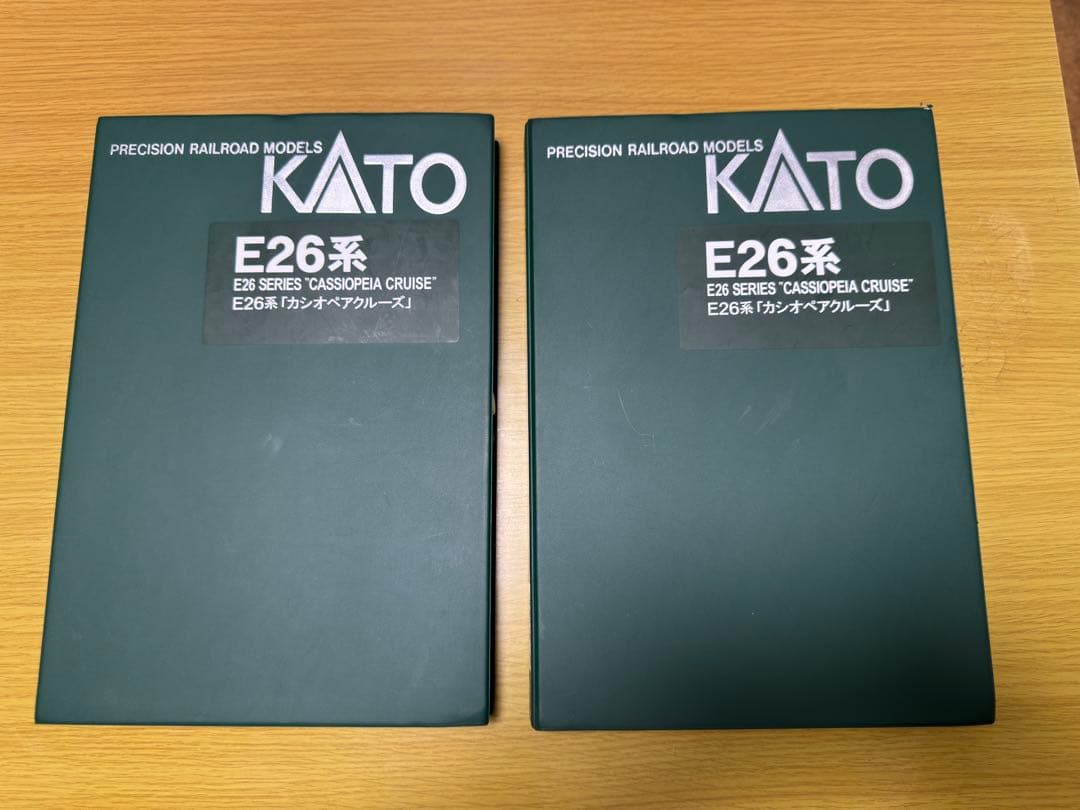 PRECISION RAILROAD MODELS
KATO
E26系
E26 SERIES "CASSIOPEIA CRUISE"
E26系「カシオペアクルーズ」
PRECISION RAILROAD MODELS
KATO
E26系
E26 SERIES "CASSIOPEIA CRUISE"
E26系「カシオペアクルーズ」